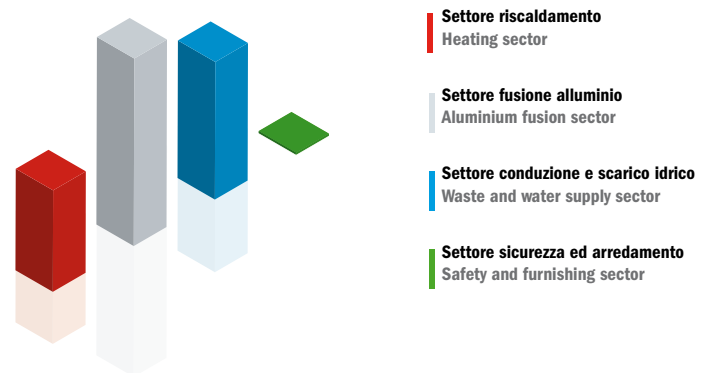 Settore riscaldamento
Heating sector
Settore fusione alluminio
Aluminium fusion sector
Settore conduzione e scarico idrico
Waste and water supply sector
Settore sicurezza ed arredamento
Safety and furnishing sector